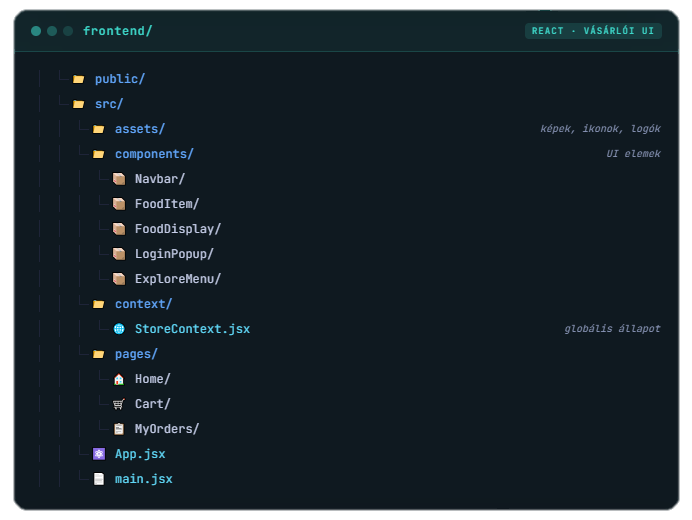 frontend/
REACT · VÁSÁRLÓI UI
public/
src/
assets/ képek, ikonok, logók
components/ UI elemek
Navbar/
FoodItem/
FoodDisplay/
LoginPopup/
ExploreMenu/
context/
StoreContext.jsx globális állapot
pages/
Home/
Cart/
MyOrders/
App.jsx
main.jsx